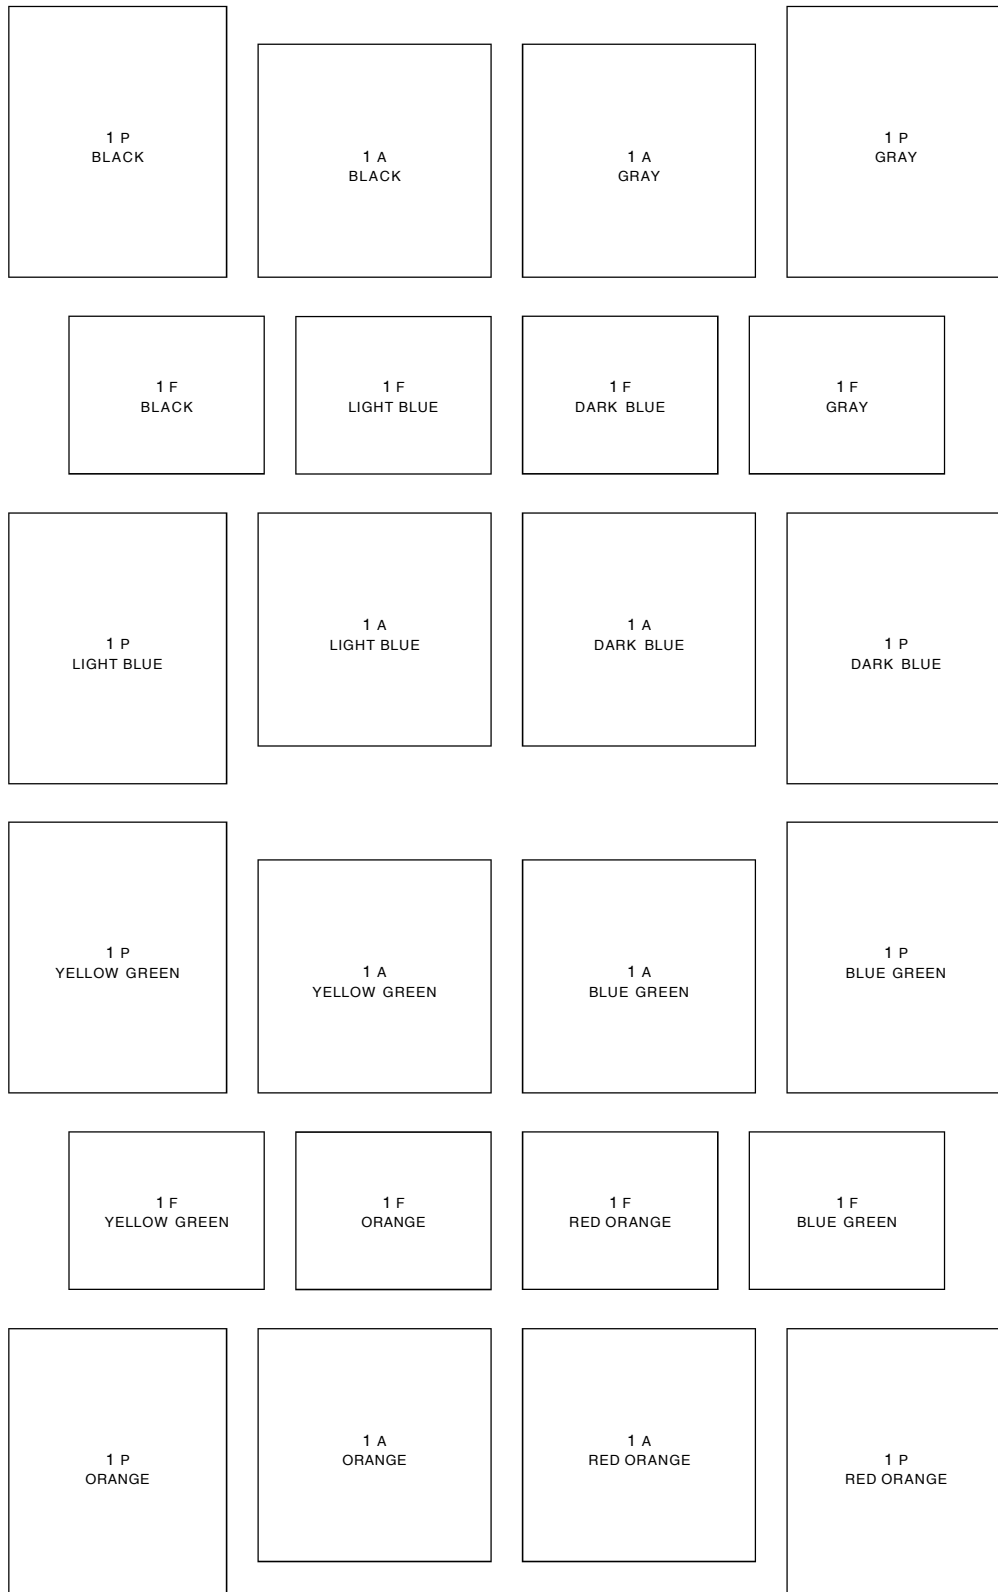 1 P
BLACK
1 A
BLACK
1 A
GRAY
1 P
GRAY
1 F
BLACK
1 F
LIGHT BLUE
1 F
DARK BLUE
1 F
GRAY
1 P
LIGHT BLUE
1 A
LIGHT BLUE
1 A
DARK BLUE
1 P
DARK BLUE
1 P
YELLOW GREEN
1 A
YELLOW GREEN
1 A
BLUE GREEN
1 P
BLUE GREEN
1 F
YELLOW GREEN
1 F
ORANGE
1 F
RED ORANGE
1 F
BLUE GREEN
1 P
ORANGE
1 A
ORANGE
1 A
RED ORANGE
1 P
RED ORANGE